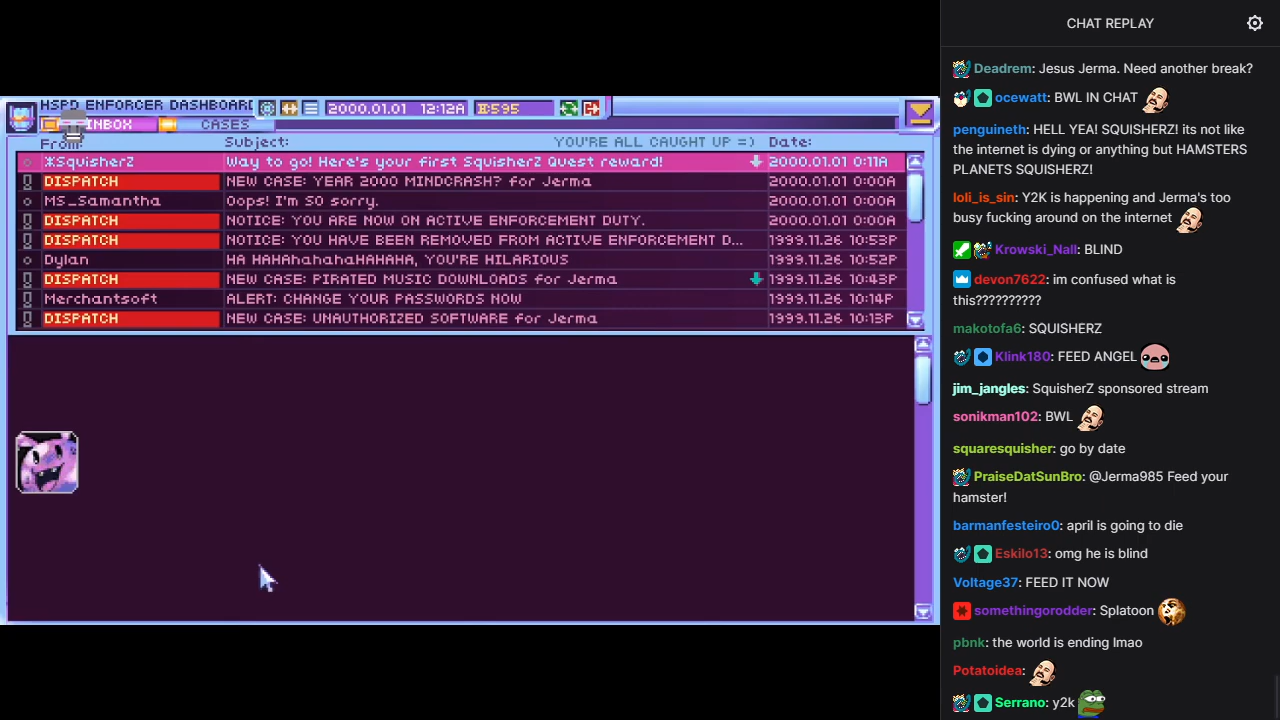 HSPD ENFORCER DASHBOARD 2000.01.01 12:12A 595
INBOX CASES
From: Subject: YOU'RE ALL CAUGHT UP =) Date:
SquisherZ Way to go! Here's your first SquisherZ Quest reward! 2000.01.01 0:11A
DISPATCH NEW CASE: YEAR 2000 MINDCRASH? for Jerma 2000.01.01 0:00A
MS_Samantha Oops! I'm SO sorry. 2000.01.01 0:00A
DISPATCH NOTICE: YOU ARE NOW ON ACTIVE ENFORCEMENT DUTY. 2000.01.01 0:00A
DISPATCH NOTICE: YOU HAVE BEEN REMOVED FROM ACTIVE ENFORCEMENT D... 1999.11.26 10:53P
Dylan HA HAHAhahahaHAHAHA, YOU'RE HILARIOUS 1999.11.26 10:52P
DISPATCH NEW CASE: PIRATED MUSIC DOWNLOADS for Jerma 1999.11.26 10:43P
Merchantsoft ALERT: CHANGE YOUR PASSWORDS NOW 1999.11.26 10:14P
DISPATCH NEW CASE: UNAUTHORIZED SOFTWARE for Jerma 1999.11.26 10:13P
CHAT REPLAY
Deadrem: Jesus Jerma. Need another break?
ocewatt: BWL IN CHAT
penguineth: HELL YEA! SQUISHERZ! its not like
the internet is dying or anything but HAMSTERS
PLANETS SQUISHERZ!
loli_is_sin: Y2K is happening and Jerma's too
busy fucking around on the internet
Krowski_Nall: BLIND
devon7622: im confused what is
this??????????
makotofa6: SQUISHERZ
Klink180: FEED ANGEL
jim_jangles: SquisherZ sponsored stream
sonikman102: BWL
squaresquisher: go by date
PraiseDatSunBro: @Jerma985 Feed your
hamster!
barmanfesteiro0: april is going to die
Eskilo13: omg he is blind
Voltage37: FEED IT NOW
somethingorodder: Splatoon
pbnk: the world is ending lmao
Potatoidea:
Serrano: y2k